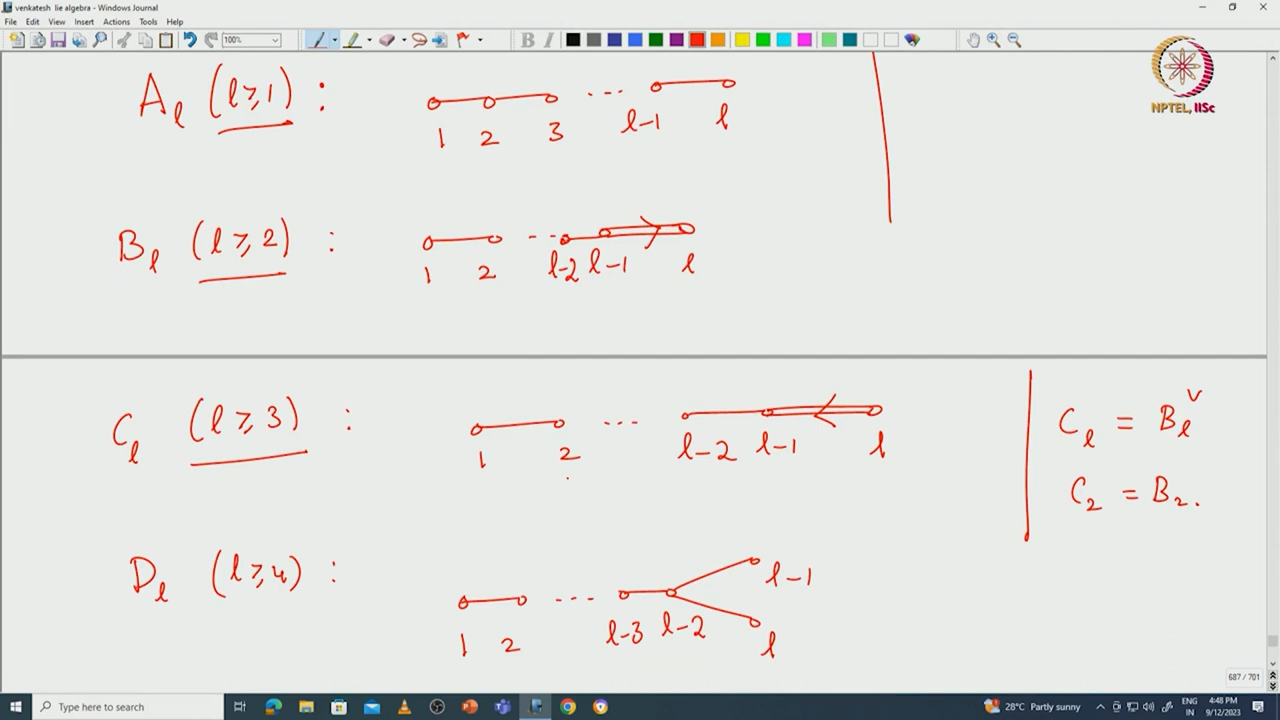 venkatesh lie algebra - Windows Journal
File Edit View Insert Actions Tools Help
100%
B I
NPTEL, IISc
A_l (l ≥ 1) :
1 2 3 ... l-1 l
B_l (l ≥ 2) :
1 2 --- l-2 l-1 l
C_l (l ≥ 3) :
1 2 ... l-2 l-1 l
C_l = B_l^∨
C_2 = B_2.
D_l (l ≥ 4) :
1 2 --- l-3 l-2 l-1
l
687 / 701
Type here to search
28°C Partly sunny
ENG
IN
4:48 PM
9/12/2023